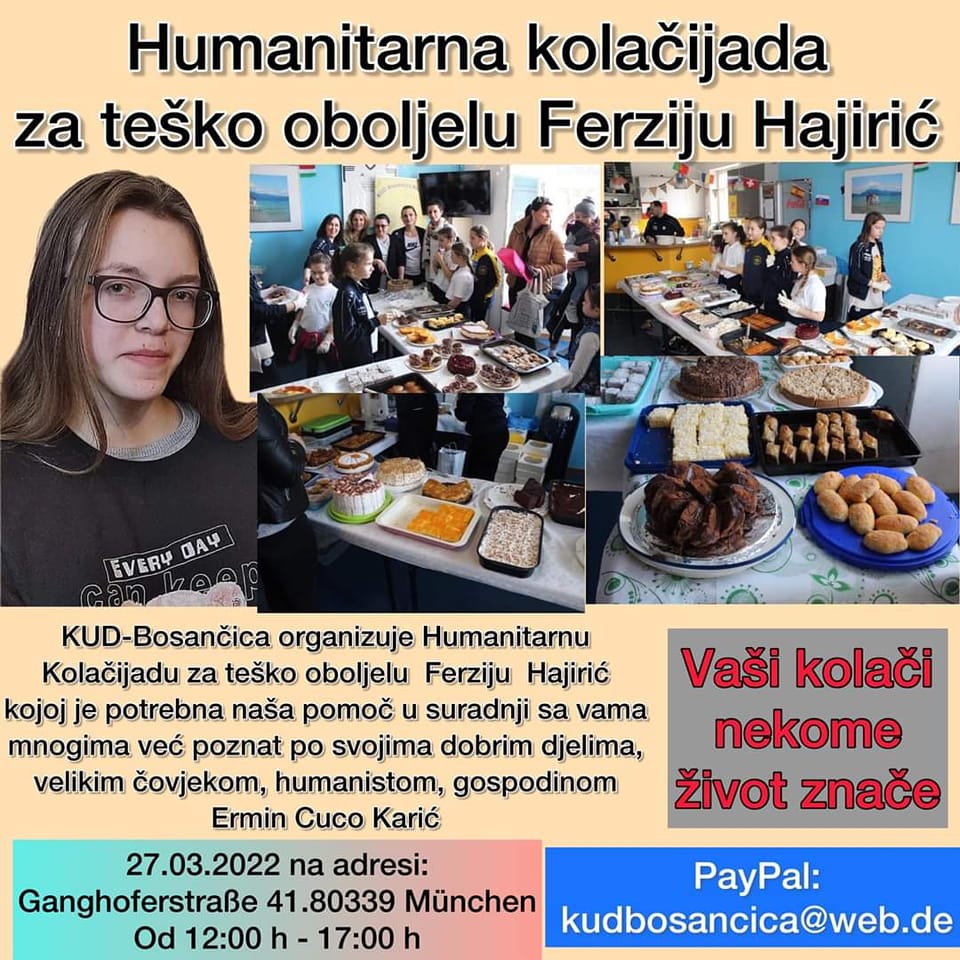 Humanitarna kolačijada
za teško oboljelu Ferziju Hajirić
EVERY DAY
can keep
KUD-Bosančica organizuje Humanitarnu
Kolačijadu za teško oboljelu Ferziju Hajirić
kojoj je potrebna naša pomoč u suradnji sa vama
mnogima već poznat po svojima dobrim djelima,
velikim čovjekom, humanistom, gospodinom
Ermin Cuco Karić
Vaši kolači
nekome
život znače
27.03.2022 na adresi:
Ganghoferstraße 41.80339 München
Od 12:00 h - 17:00 h
PayPal:
kudbosancica@web.de